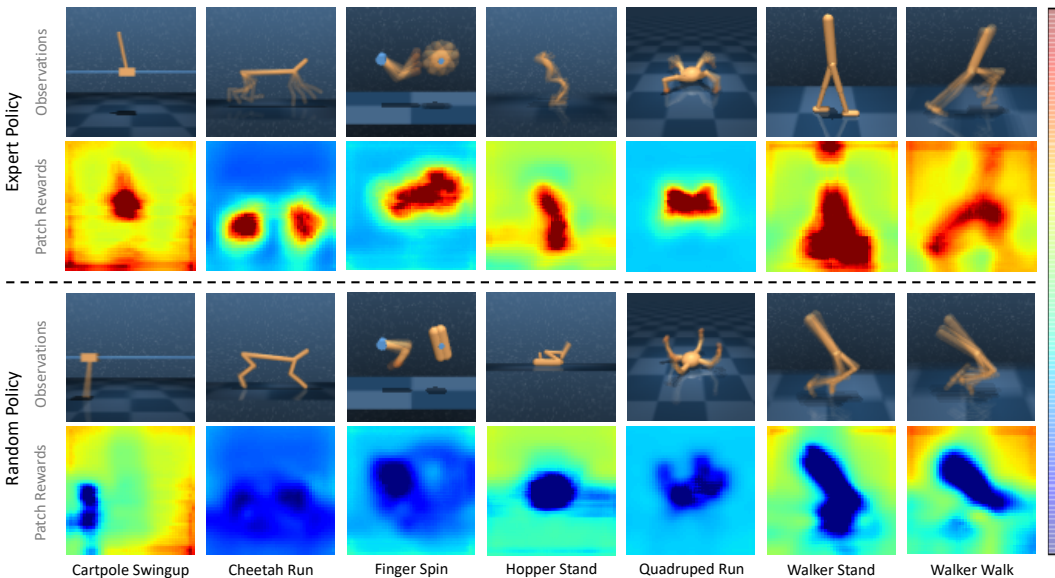 Expert Policy
Observations
Patch Rewards
Random Policy
Observations
Patch Rewards
Cartpole Swingup
Cheetah Run
Finger Spin
Hopper Stand
Quadruped Run
Walker Stand
Walker Walk